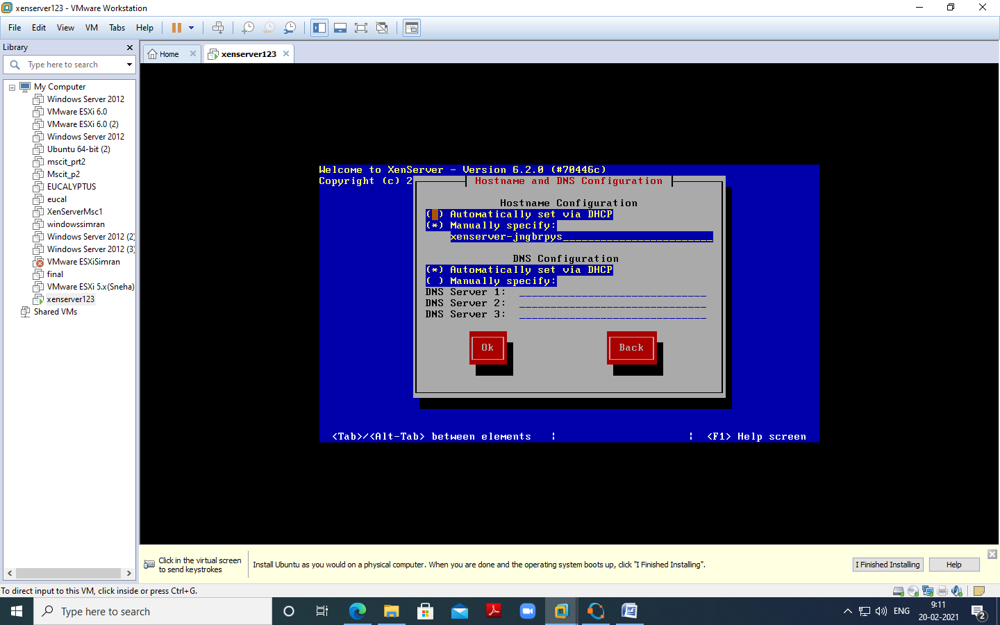 xenserver123 - VMware Workstation
File Edit View VM Tabs Help
Library
Type here to search
Home
xenserver123
My Computer
Windows Server 2012
VMware ESXi 6.0
VMware ESXi 6.0 (2)
Windows Server 2012
Ubuntu 64-bit (2)
mscit_prt2
Mscit_p2
EUCALYPTUS
eucal
XenServerMsc1
windowssimran
Windows Server 2012 (2)
Windows Server 2012 (3)
VMware ESXiSimran
final
VMware ESXi 5.x(Sneha)
xenserver123
Shared VMs
Welcome to XenServer - Version 6.2.0 (#70446c)
Copyright (c) 2
Hostname and DNS Configuration
Hostname Configuration
( ) Automatically set via DHCP
(*) Manually specify:
xenserver-jngbrpys________________________
DNS Configuration
(*) Automatically set via DHCP
( ) Manually specify:
DNS Server 1: ______________________________
DNS Server 2: ______________________________
DNS Server 3: ______________________________
Ok Back
<Tab>/<Alt-Tab> between elements ¦ ¦ <F1> Help screen
Click in the virtual screen
to send keystrokes
Install Ubuntu as you would on a physical computer. When you are done and the operating system boots up, click "I Finished Installing".
I Finished Installing
Help
To direct input to this VM, click inside or press Ctrl+G.
Type here to search
ENG
9:11
20-02-2021
2